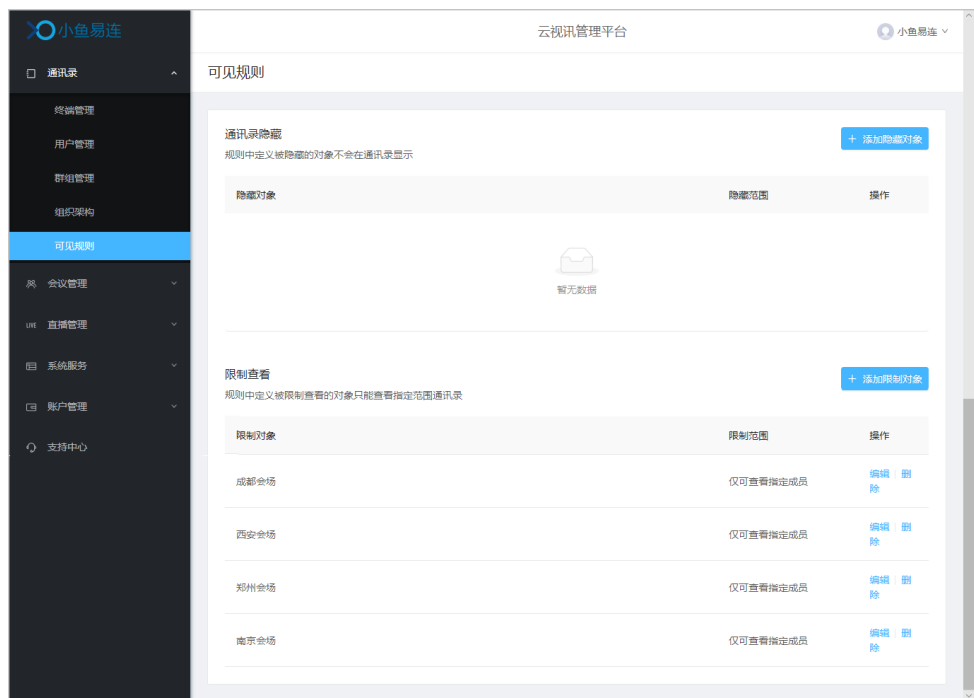 小鱼易连
云视讯管理平台
小鱼易连
通讯录
终端管理
用户管理
群组管理
组织架构
可见规则
会议管理
LIVE 直播管理
系统服务
账户管理
支持中心
可见规则
通讯录隐藏
规则中定义被隐藏的对象不会在通讯录显示
+ 添加隐藏对象
隐藏对象 隐藏范围 操作
暂无数据
限制查看
规则中定义被限制查看的对象只能查看指定范围通讯录
+ 添加限制对象
限制对象 限制范围 操作
成都会场 仅可查看指定成员 编辑 | 删
除
西安会场 仅可查看指定成员 编辑 | 删
除
郑州会场 仅可查看指定成员 编辑 | 删
除
南京会场 仅可查看指定成员 编辑 | 删
除